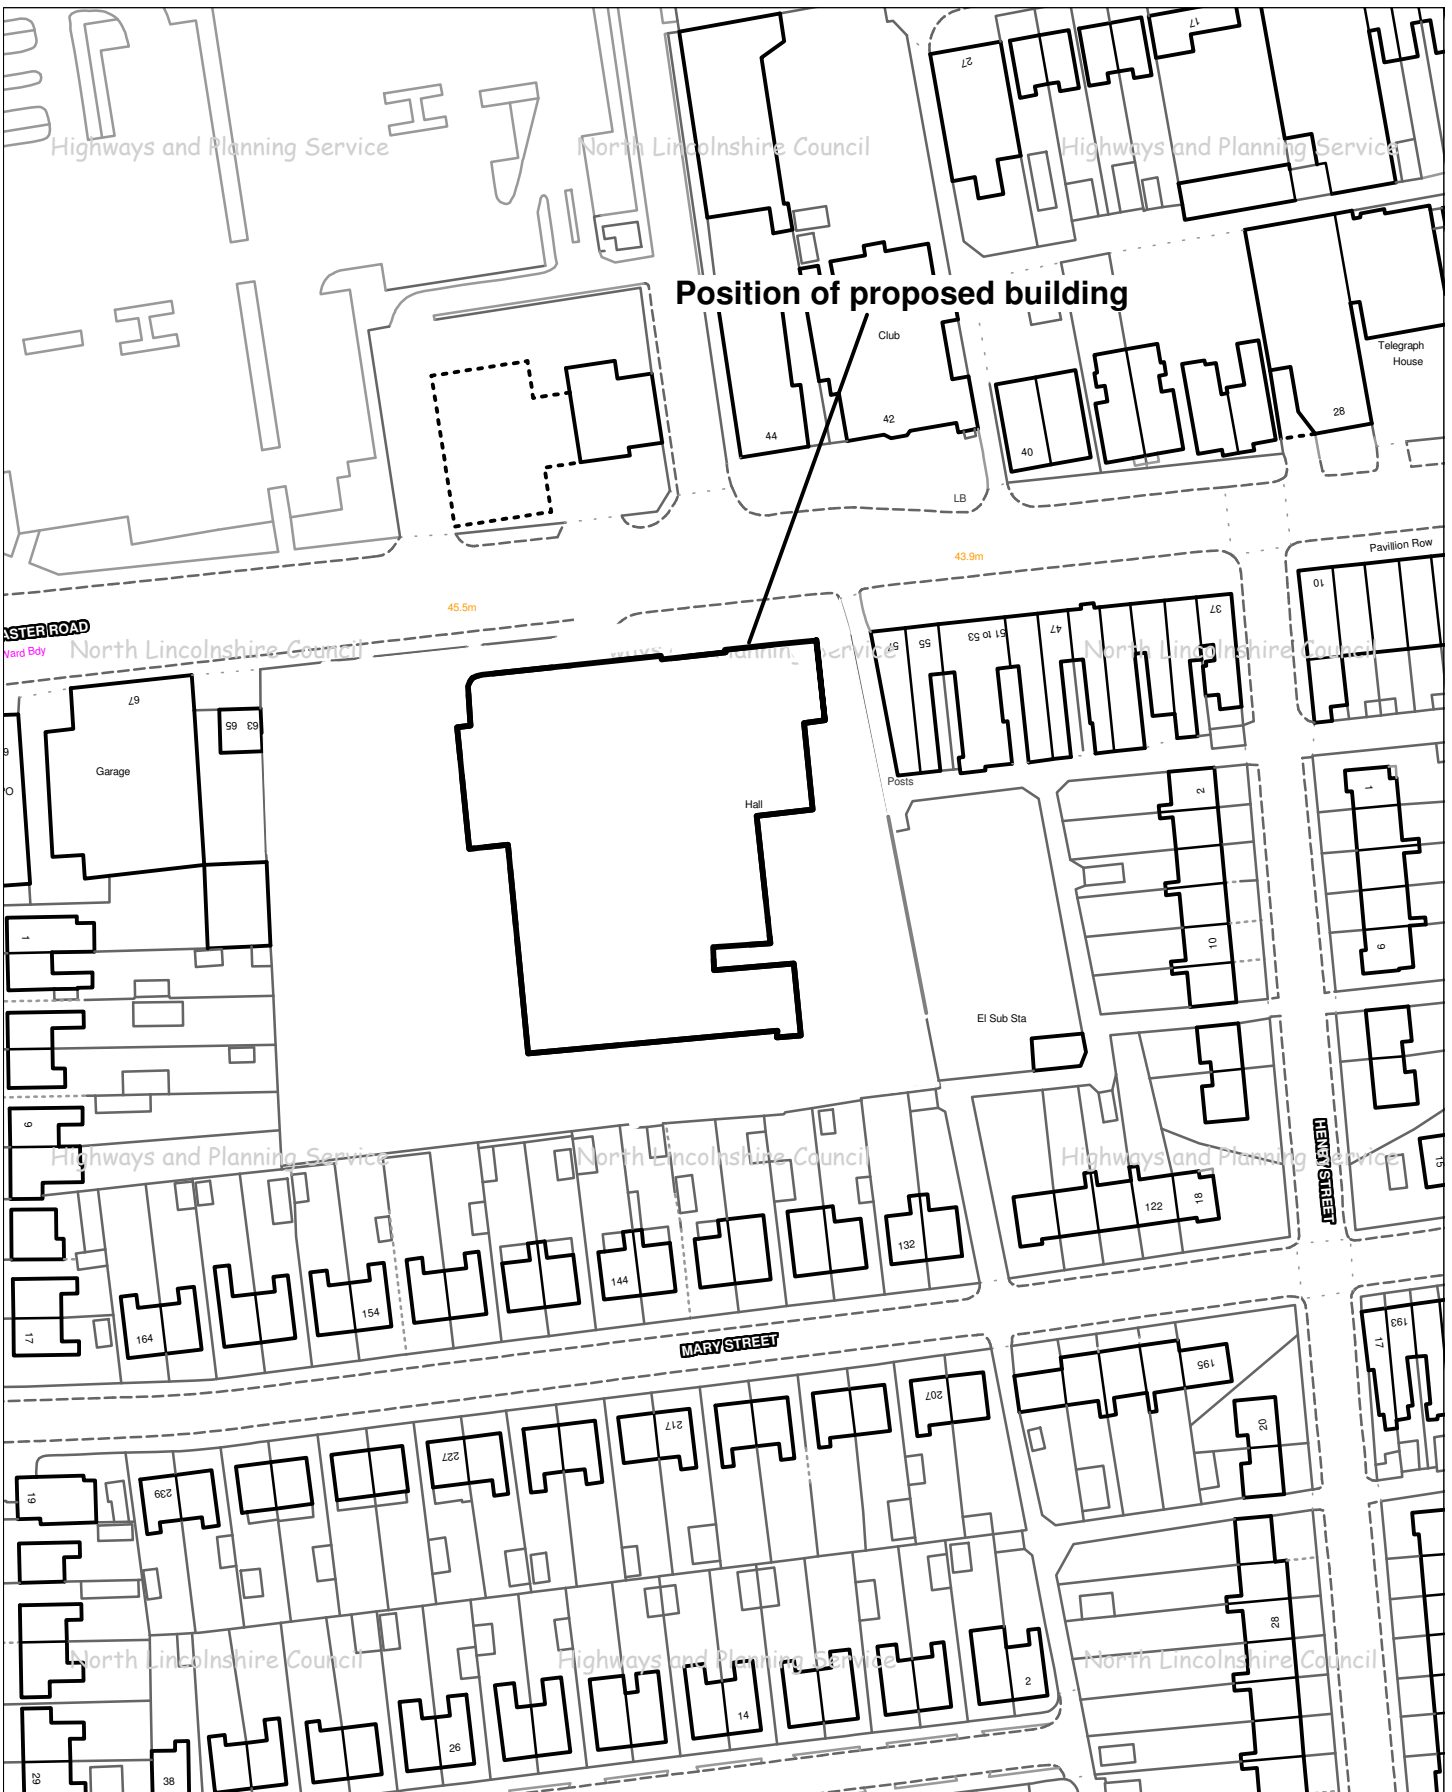 17
27
Highways and Planning Service
North Lincolnshire Council
Highways and Planning Service
Position of proposed building
Club
Telegraph
House
44
42
40
28
LB
43.9m
Pavillion Row
10
45.5m
ASTER ROAD
Ward Bdy
North Lincolnshire Council
North Lincolnshire Council
57
55
51 to 53
47
37
67
65
63
Garage
Hall
Posts
2
1
10
9
1
El Sub Sta
9
HENRY STREET
Highways and Planning Service
North Lincolnshire Council
Highways and Planning Service
15
122
18
132
144
154
164
17
MARY STREET
193
17
195
207
217
227
239
19
20
28
North Lincolnshire Council
Highways and Planning Service
North Lincolnshire Council
2
14
26
38
29